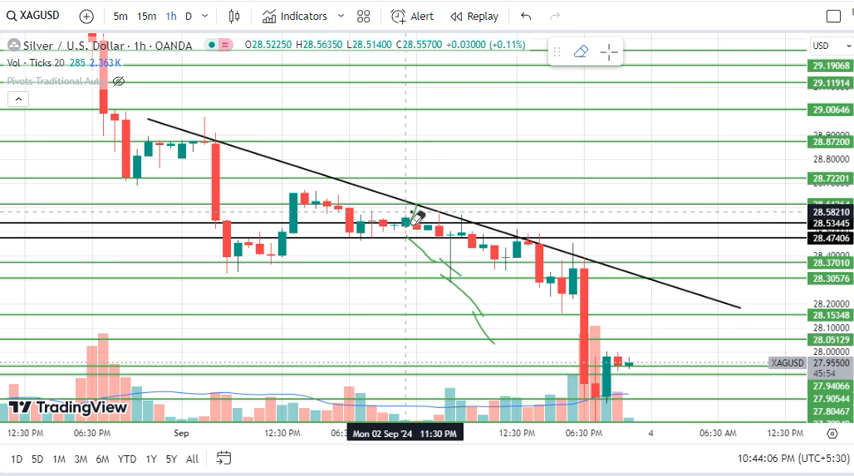 XAGUSD 5m 15m 1h D Indicators Alert Replay
Silver / U.S. Dollar · 1h · OANDA O28.52250 H28.56350 L28.51400 C28.55700 +0.03000 (+0.11%) USD
Vol · Ticks 20 285 2.363K
29.19068
Pivots Traditional Aut
29.11914
29.00646
28.90000
28.87200
28.80000
28.72201
28.58210
28.53445
28.47406
28.40000
28.37010
28.30576
28.20000
28.15348
28.10000
28.05129
28.00000
XAGUSD 27.95500
45:54
27.94066
27.90544
27.80467
TradingView
12:30 PM 06:30 PM Sep 12:30 PM 06:30 Mon 02 Sep '24 11:30 PM 12:30 PM 06:30 PM 4 06:30 AM 12:30 PM
1D 5D 1M 3M 6M YTD 1Y 5Y All 10:44:06 PM (UTC+5:30)